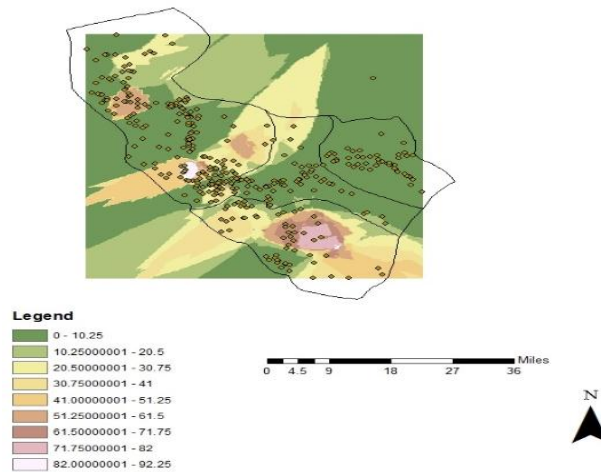 Legend
0 - 10.25
10.25000001 - 20.5
20.50000001 - 30.75
30.75000001 - 41
41.00000001 - 51.25
51.25000001 - 61.5
61.50000001 - 71.75
71.75000001 - 82
82.00000001 - 92.25
Miles
0 4.5 9 18 27 36
N